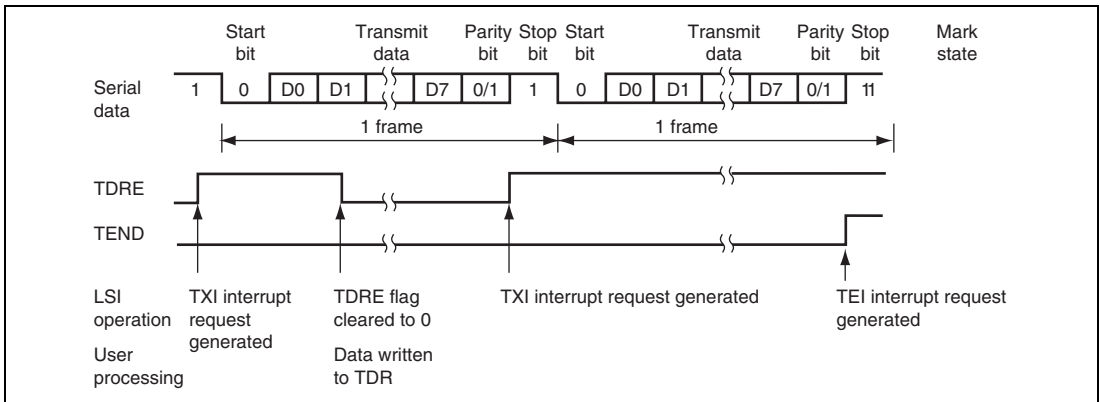 Start bit Transmit data Parity bit Stop bit Start bit Transmit data Parity bit Stop bit Mark state
Serial data 1 0 D0 D1 D7 0/1 1 0 D0 D1 D7 0/1 11
1 frame 1 frame
TDRE
TEND
LSI operation TXI interrupt request generated TDRE flag cleared to 0 TXI interrupt request generated TEI interrupt request generated
User processing Data written to TDR